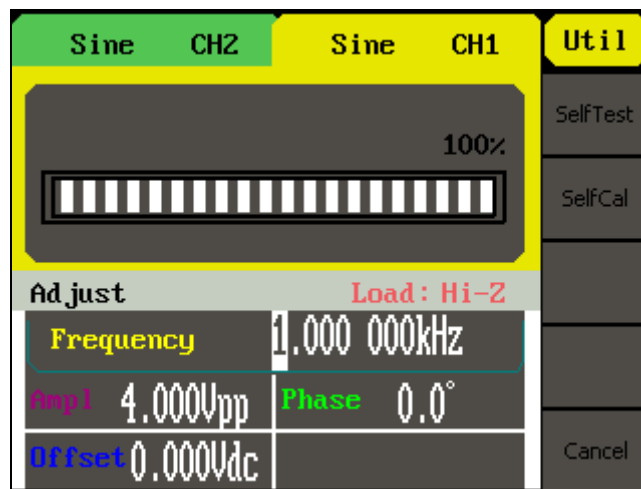 Sine CH2 Sine CH1 Util
SelfTest
100%
SelfCal
Adjust Load: Hi-Z
Frequency 1.000 000kHz
Ampl 4.000Vpp Phase 0.0°
Offset 0.000Vdc
Cancel